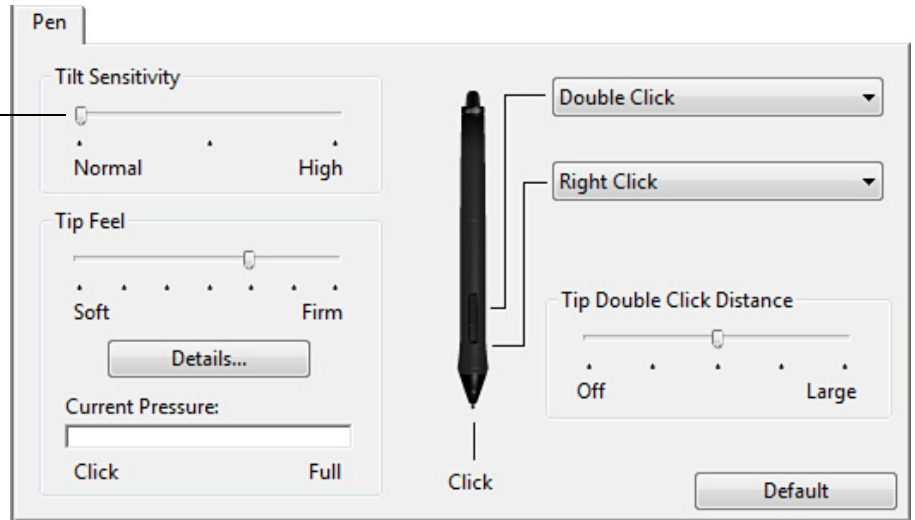 Pen
Tilt Sensitivity
Normal High
Tip Feel
Soft Firm
Details...
Current Pressure:
Click Full
Click
Double Click
Right Click
Tip Double Click Distance
Off Large
Default